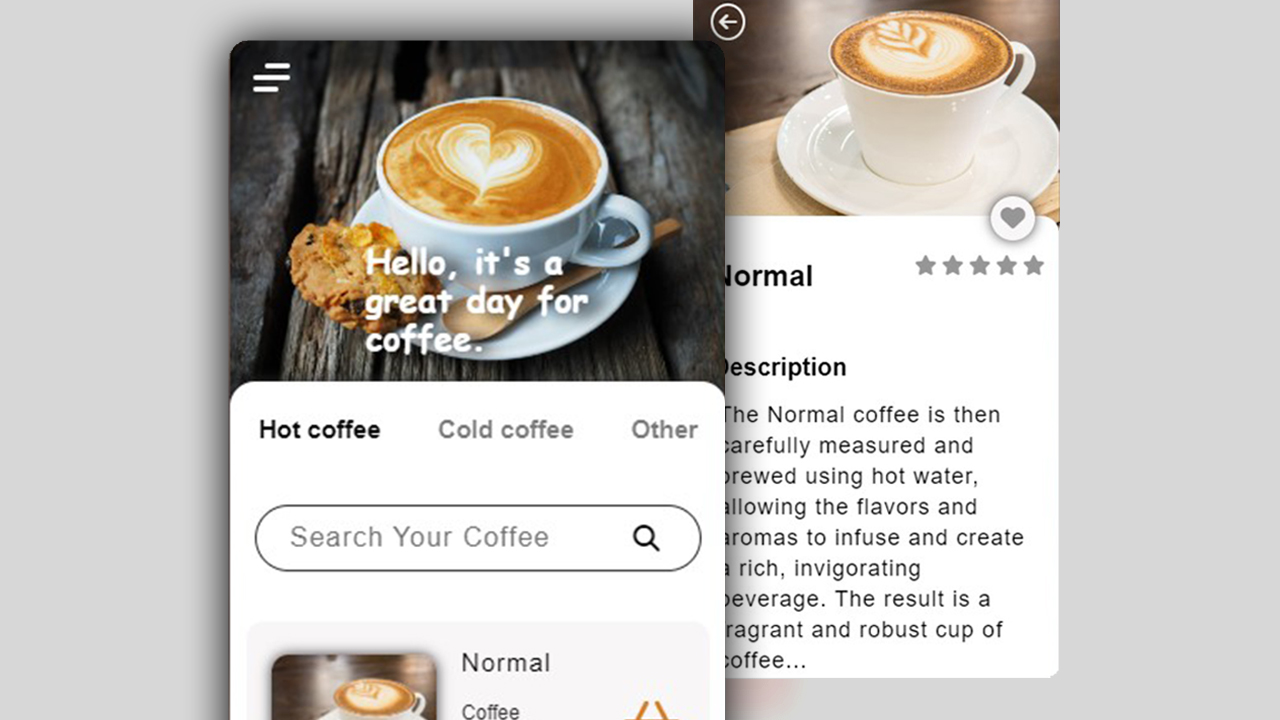 Hello, it's a
great day for
coffee.
Hot coffee Cold coffee Other
Search Your Coffee
Normal
Coffee
Normal
Description
The Normal coffee is then
carefully measured and
brewed using hot water,
allowing the flavors and
aromas to infuse and create
a rich, invigorating
beverage. The result is a
fragrant and robust cup of
coffee...